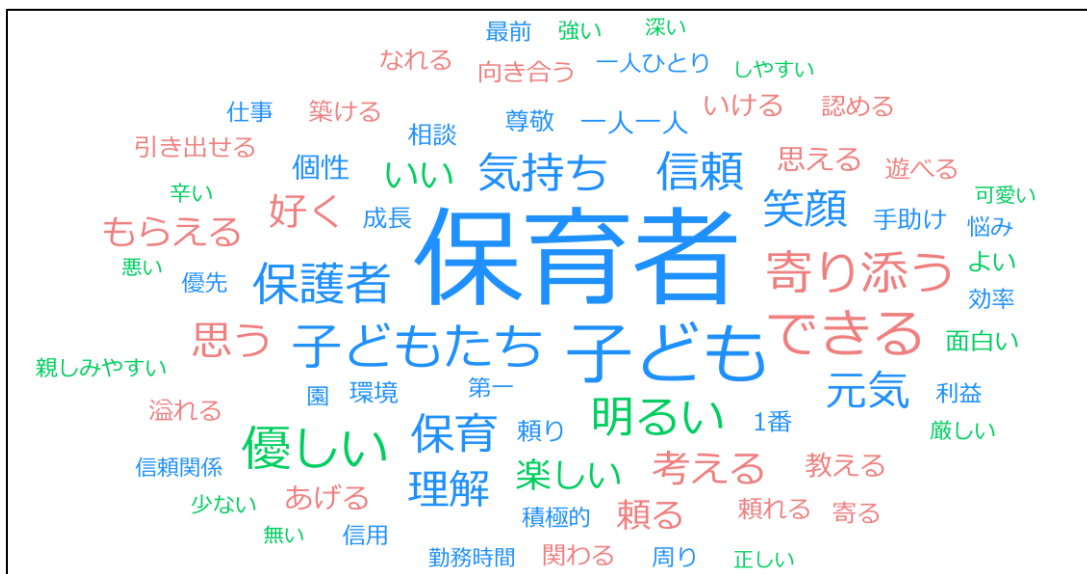 最前 強い 深い
なれる 向き合う 一人ひとり しやすい
仕事 築ける 相談 尊敬 一人一人 いける 認める
引き出せる 個性 いい 気持ち 信頼 思える 遊べる
辛い 好く 成長 保育者 笑顔 手助け 可愛い 悩み
もらえる 悪い 優先 保護者 寄り添う よい 効率
思う 子どもたち 子ども できる 面白い
親しみやすい 園 環境 第一 元気 利益
溢れる 優しい 保育 頼り 明るい 1番 厳しい
信頼関係 少ない あげる 理解 楽しい 考える 教える
無い 信用 積極的 頼る 頼れる 寄る
勤務時間 関わる 周り 正しい